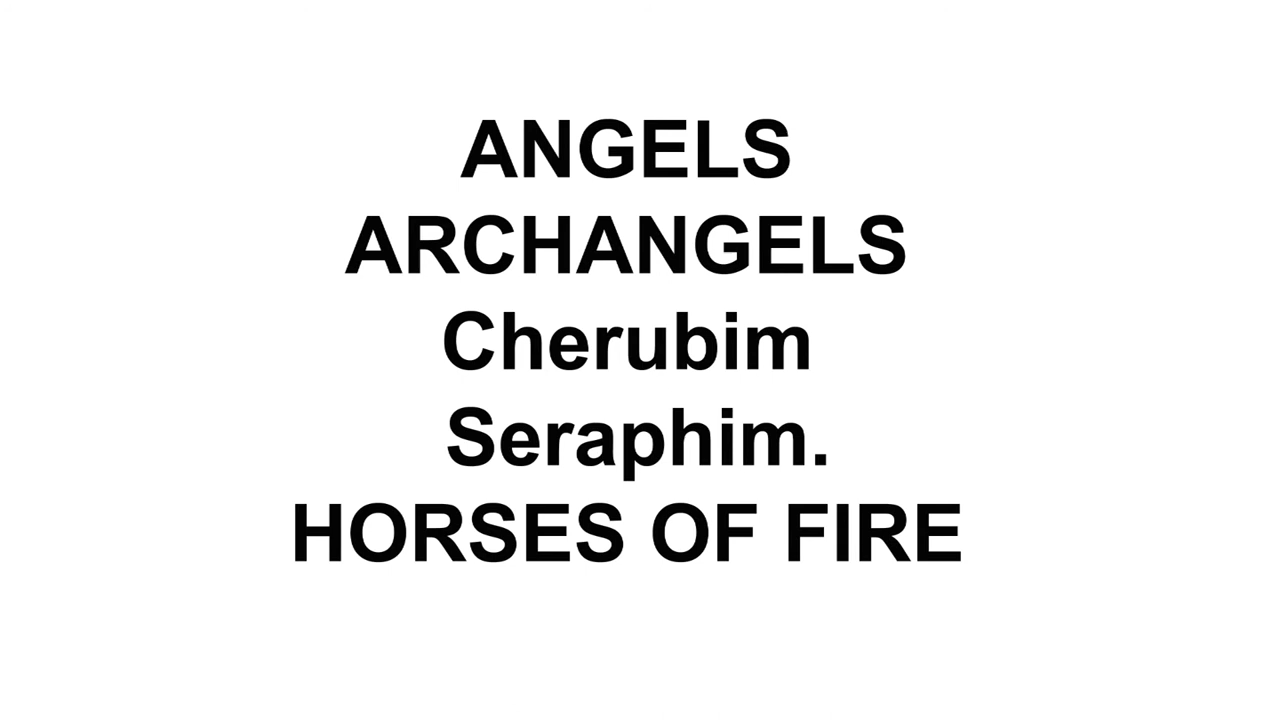 ANGELS
ARCHANGELS
Cherubim
Seraphim.
HORSES OF FIRE